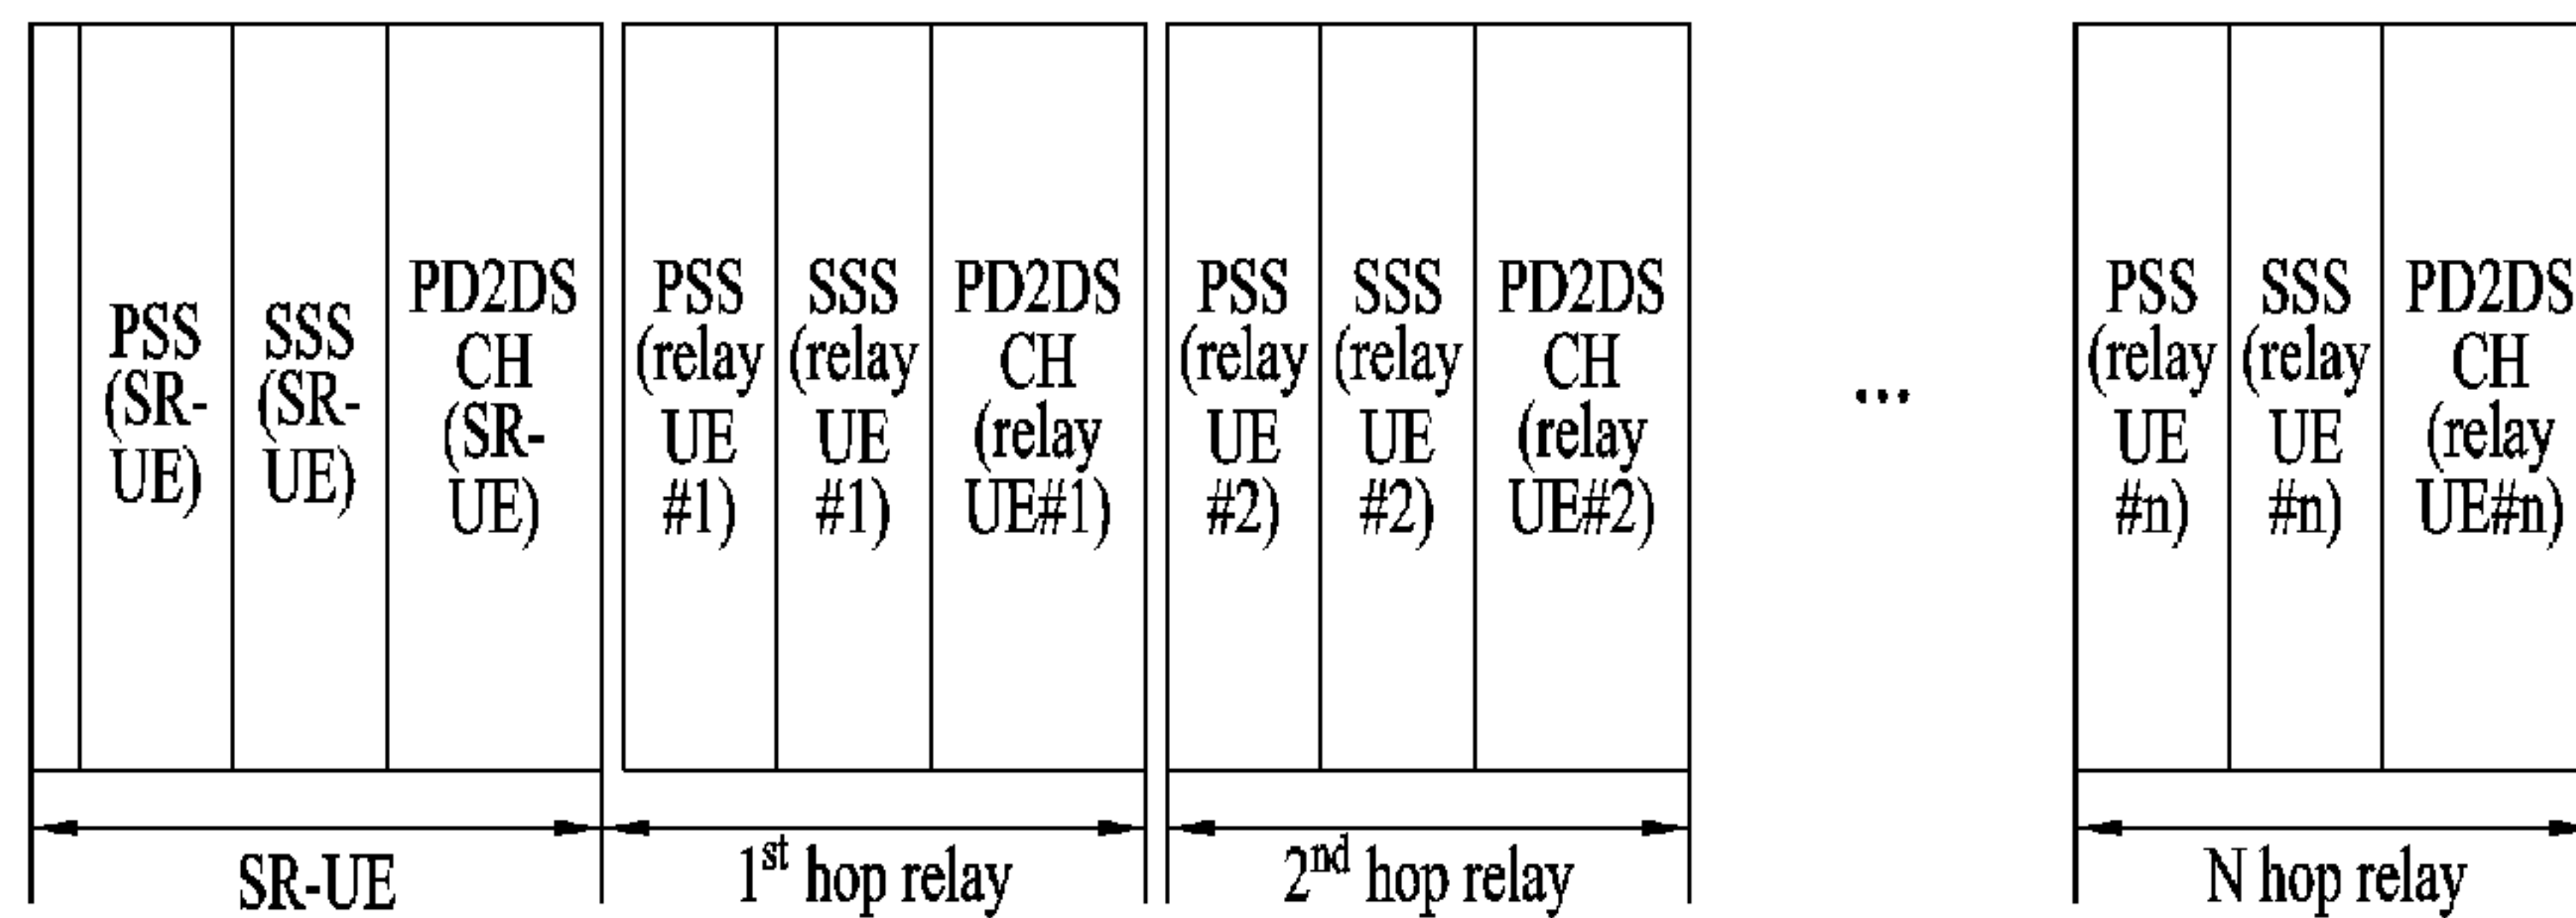 PSS
(SR-
UE)
SSS
(SR-
UE)
PD2DS
CH
(SR-
UE)
PSS
(relay
UE
#1)
SSS
(relay
UE
#1)
PD2DS
CH
(relay
UE#1)
PSS
(relay
UE
#2)
SSS
(relay
UE
#2)
PD2DS
CH
(relay
UE#2)
...
PSS
(relay
UE
#n)
SSS
(relay
UE
#n)
PD2DS
CH
(relay
UE#n)
SR-UE
1st hop relay
2nd hop relay
N hop relay